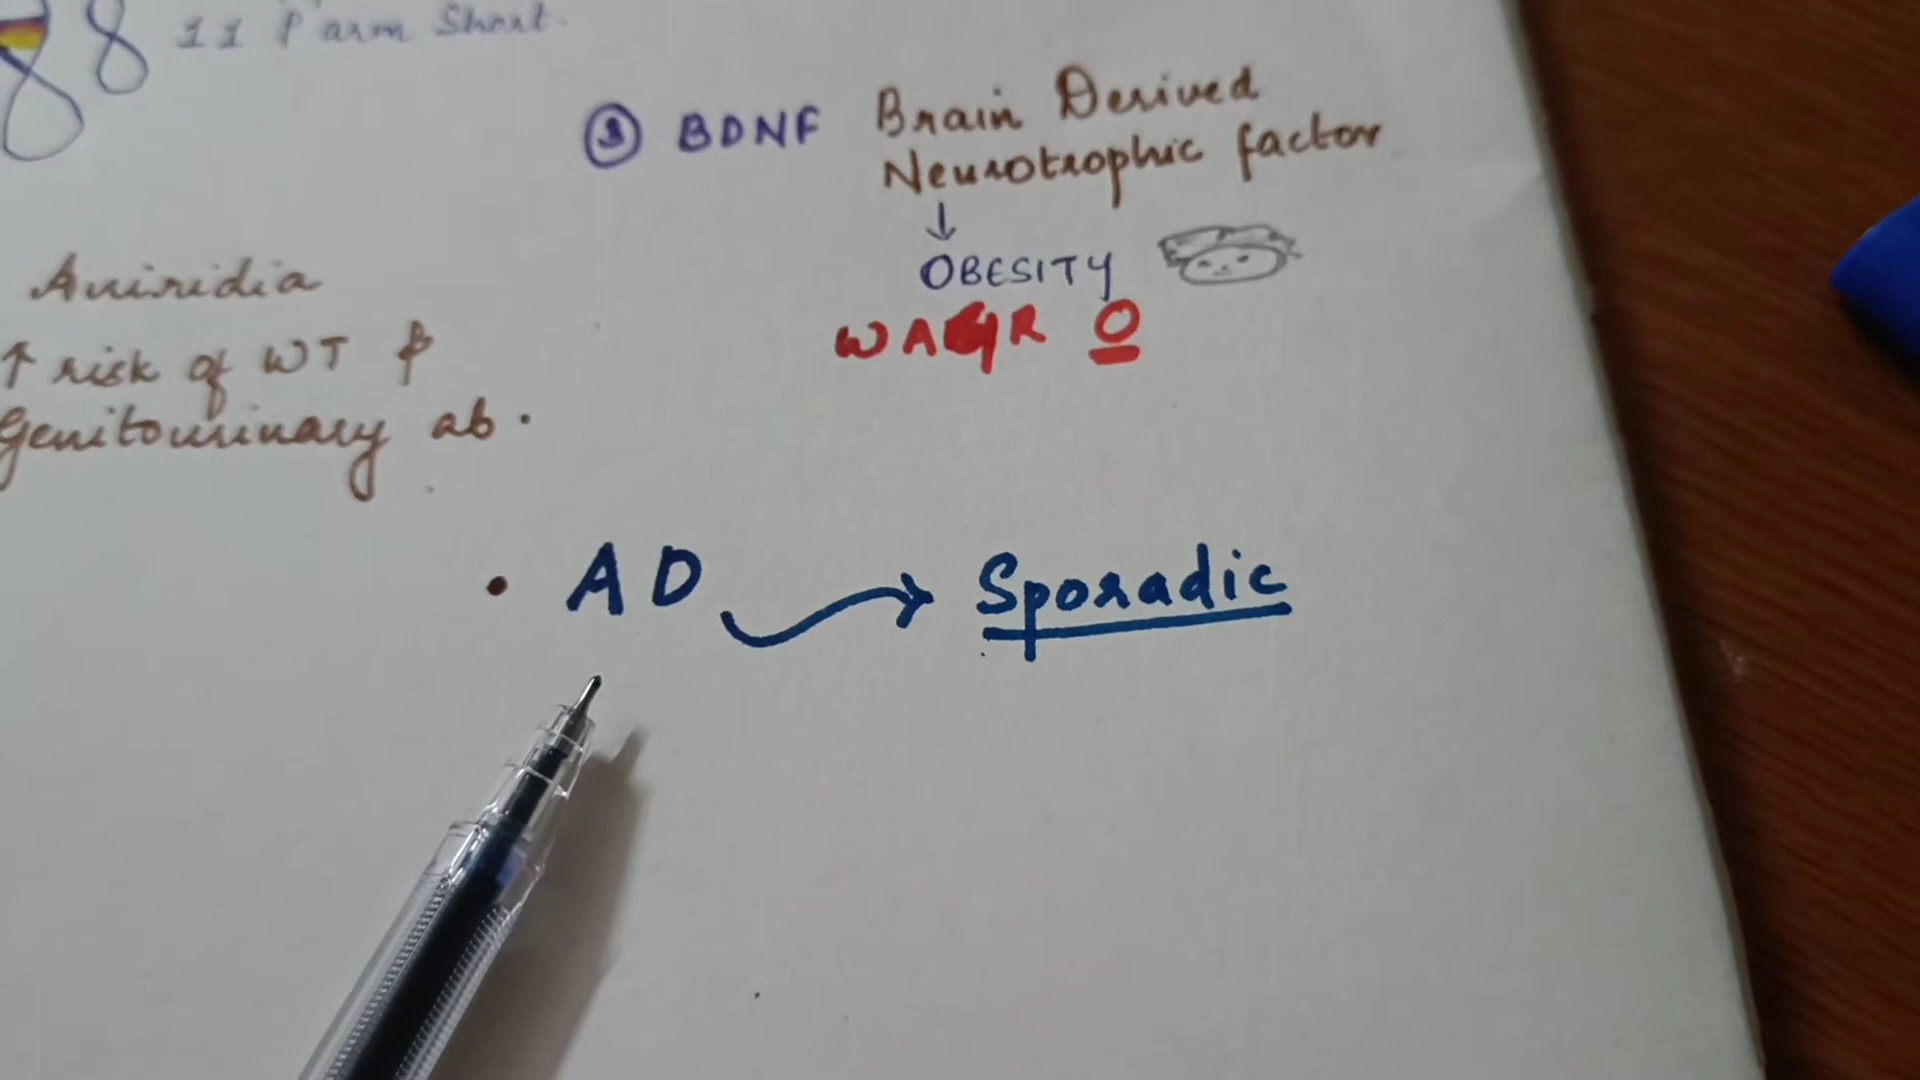 11 P arm Short.
③ BDNF Brain Derived
Neurotrophic factor
↓
OBESITY
WAGR O
Aniridia
↑ risk of WT &
Genitourinary ab.
• AD → Sporadic